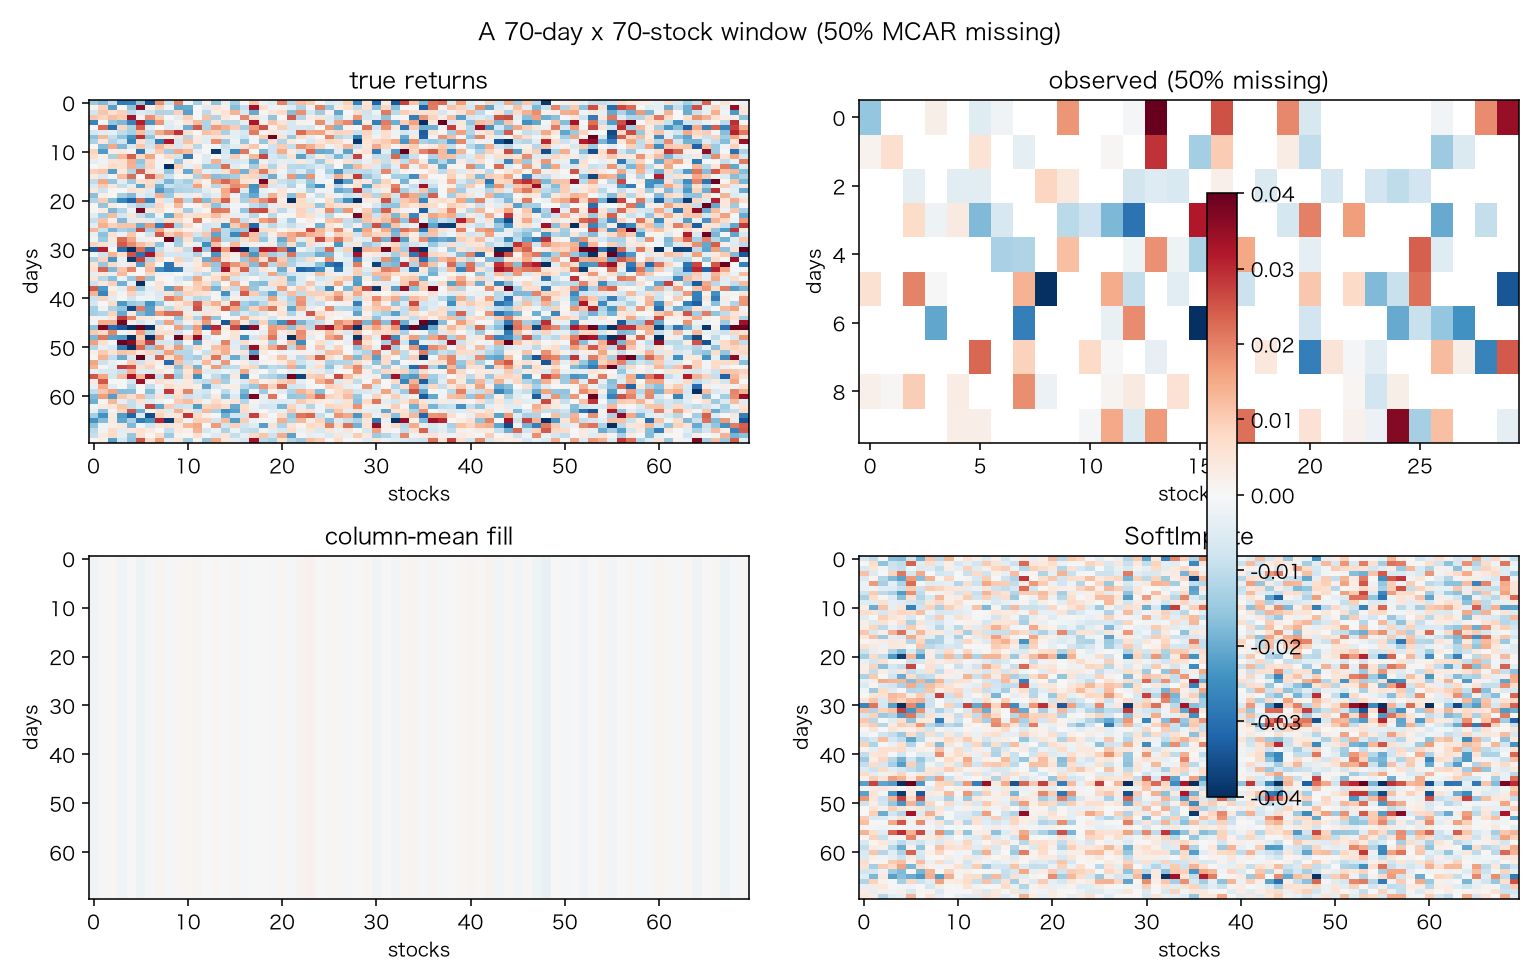 A 70-day x 70-stock window (50% MCAR missing)
true returns
0
10
20
30
40
50
60
days
0 10 20 30 40 50 60
stocks
observed (50% missing)
0
2
4
6
8
days
0 5 10 15 20 25
stock
column-mean fill
0
10
20
30
40
50
60
days
0 10 20 30 40 50 60
stocks
SoftImpute
0
10
20
30
40
50
60
days
0 10 20 30 40 50 60
stocks
0.04
0.03
0.02
0.01
0.00
-0.01
-0.02
-0.03
-0.04